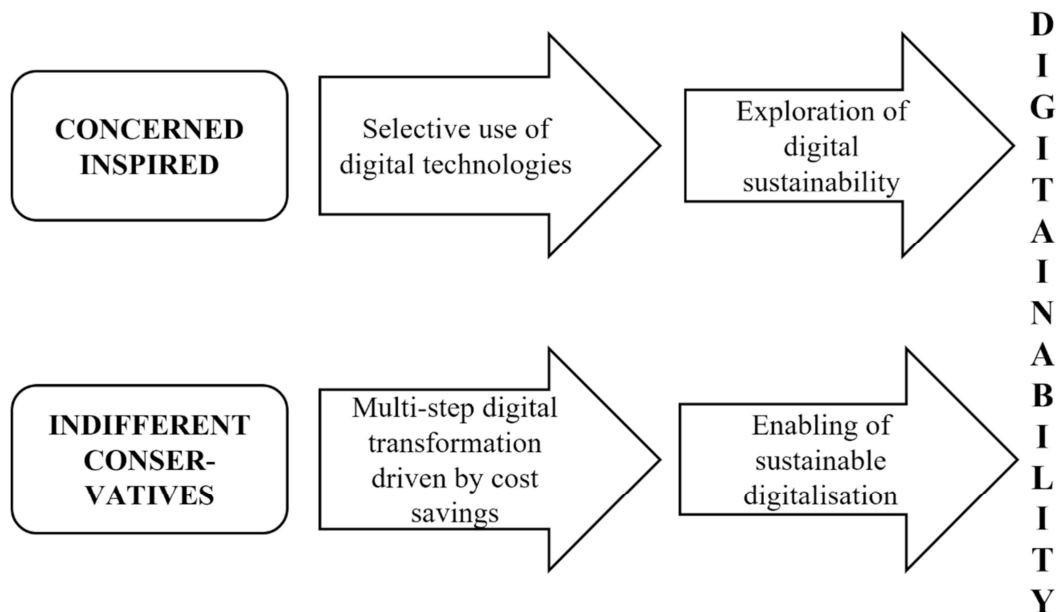 CONCERNED
INSPIRED
Selective use of
digital technologies
Exploration of
digital
sustainability
INDIFFERENT
CONSER-
VATIVES
Multi-step digital
transformation
driven by cost
savings
Enabling of
sustainable
digitalisation
D
I
G
I
T
A
I
N
A
B
I
L
I
T
Y